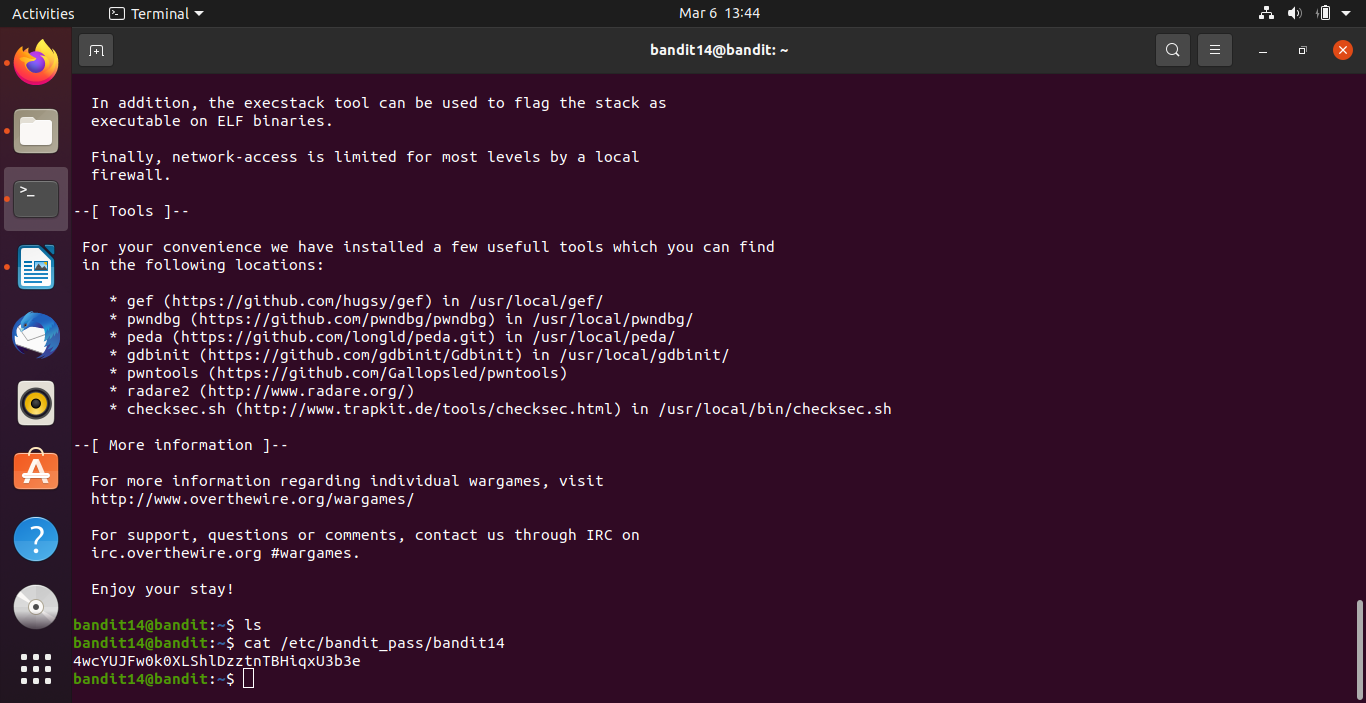 Activities
Terminal
Mar 6 13:44
bandit14@bandit: ~
In addition, the execstack tool can be used to flag the stack as
executable on ELF binaries.
Finally, network-access is limited for most levels by a local
firewall.
--[ Tools ]--
For your convenience we have installed a few usefull tools which you can find
in the following locations:
* gef (https://github.com/hugsy/gef) in /usr/local/gef/
* pwndbg (https://github.com/pwndbg/pwndbg) in /usr/local/pwndbg/
* peda (https://github.com/longld/peda.git) in /usr/local/peda/
* gdbinit (https://github.com/gdbinit/Gdbinit) in /usr/local/gdbinit/
* pwntools (https://github.com/Gallopsled/pwntools)
* radare2 (http://www.radare.org/)
* checksec.sh (http://www.trapkit.de/tools/checksec.html) in /usr/local/bin/checksec.sh
--[ More information ]--
For more information regarding individual wargames, visit
http://www.overthewire.org/wargames/
For support, questions or comments, contact us through IRC on
irc.overthewire.org #wargames.
Enjoy your stay!
bandit14@bandit:~$ ls
bandit14@bandit:~$ cat /etc/bandit_pass/bandit14
4wcYUJFw0k0XLShlDzztnTBHiqxU3b3e
bandit14@bandit:~$